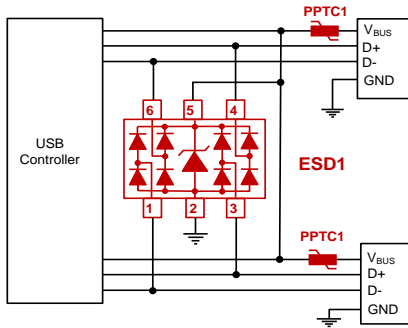 PPTC1
VBUS
D+
D-
GND
6
5
4
USB
Controller
ESD1
1
2
3
PPTC1
VBUS
D+
D-
GND